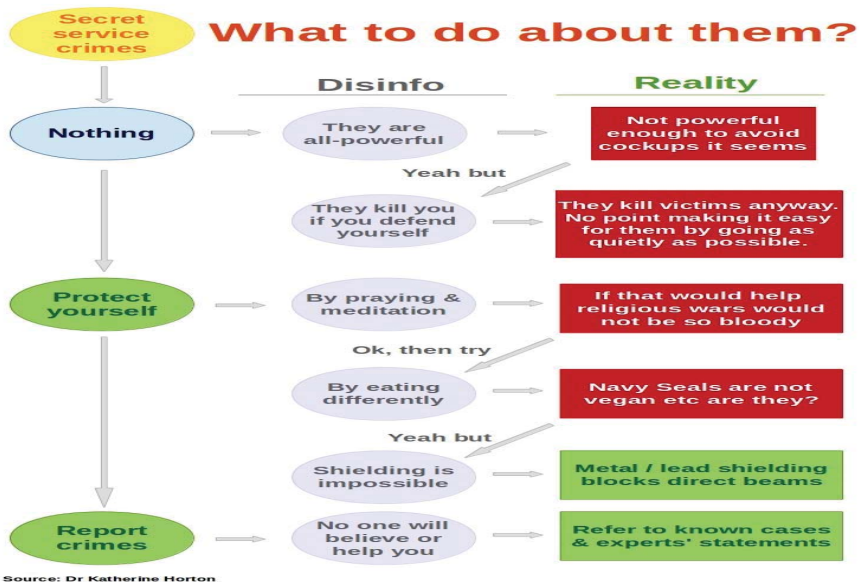 Secret
service
crimes
What to do about them?
Disinfo
Reality
Nothing
They are
all-powerful
Not powerful
enough to avoid
cockups it seems
Yeah but
They kill you
if you defend
yourself
They kill victims anyway.
No point making it easy
for them by going as
quietly as possible.
Protect
yourself
By praying &
meditation
If that would help
religious wars would
not be so bloody
Ok, then try
By eating
differently
Navy Seals are not
vegan etc are they?
Yeah but
Shielding is
impossible
Metal / lead shielding
blocks direct beams
Report
crimes
No one will
believe or
help you
Refer to known cases
& experts' statements
Source: Dr Katherine Horton